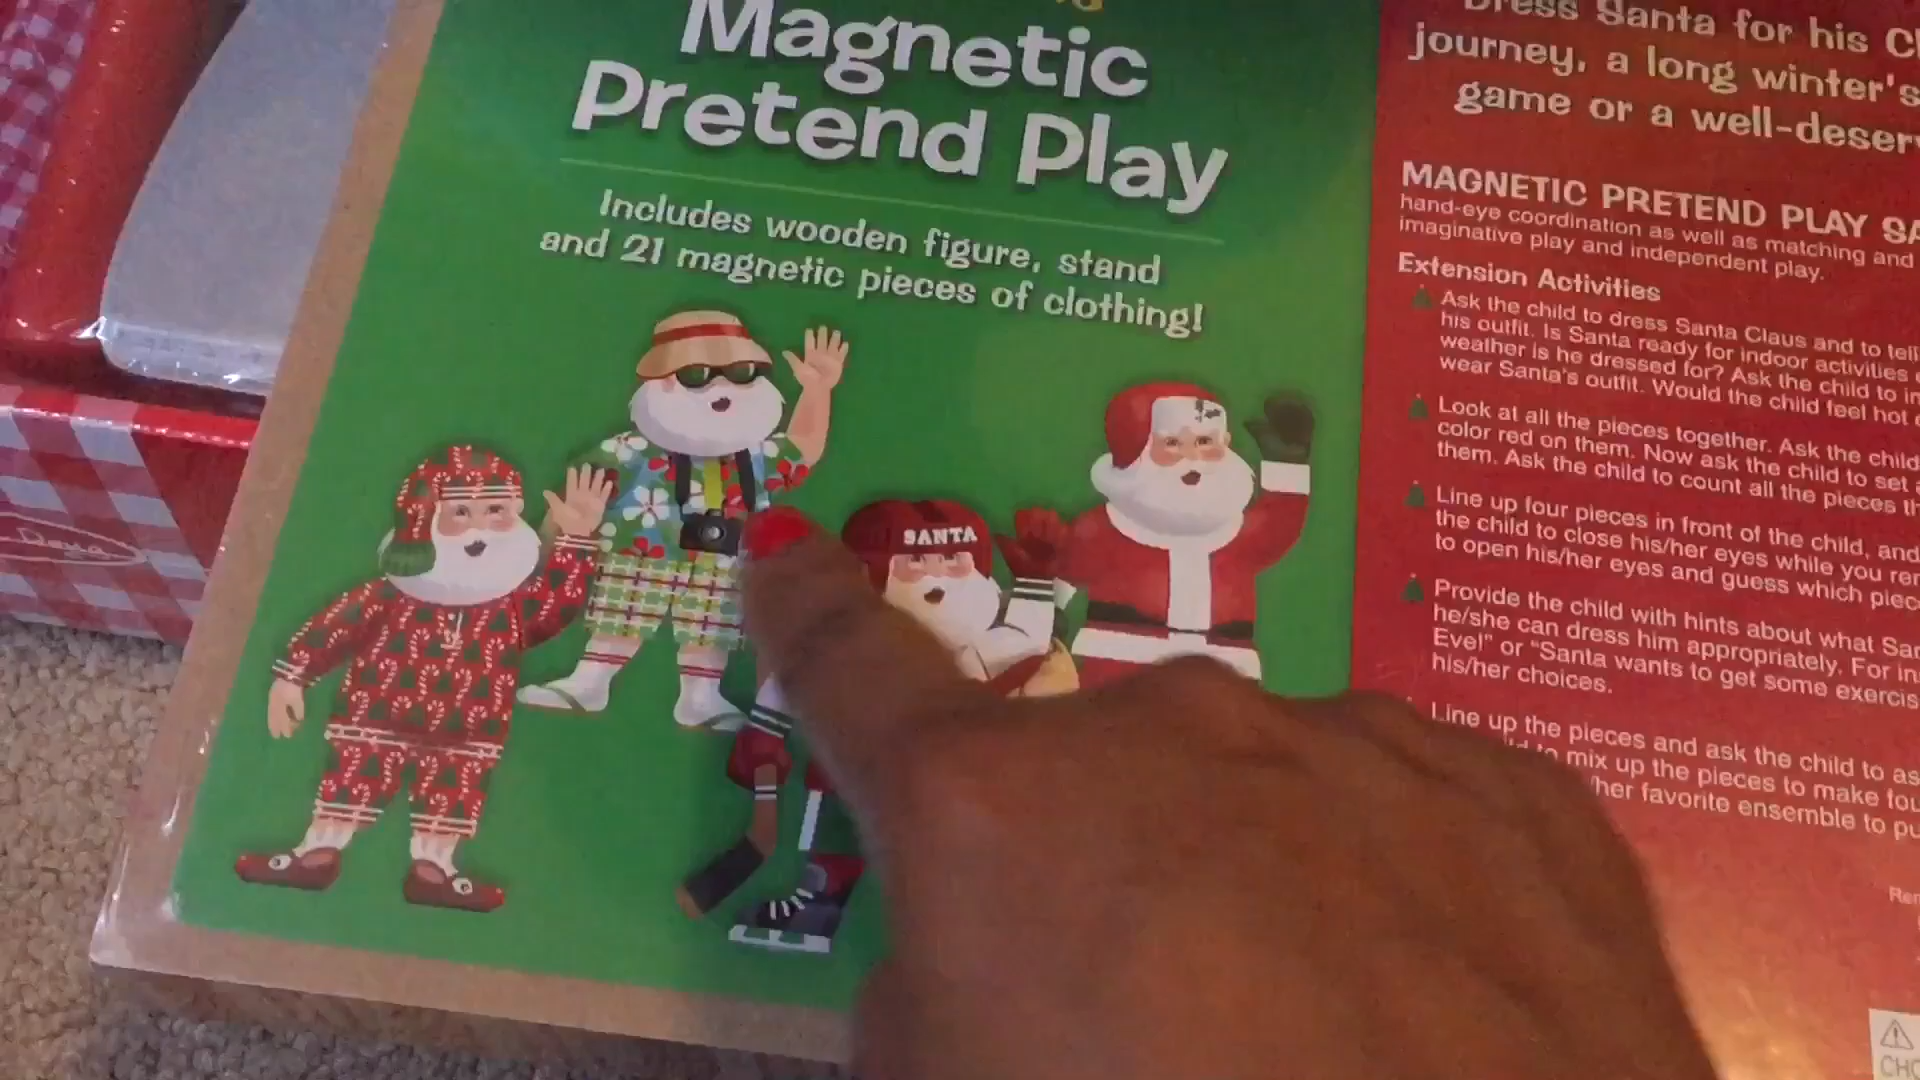 Magnetic
Pretend Play
Includes wooden figure, stand
and 21 magnetic pieces of clothing!
SANTA
Dress Santa for his
journey, a long winter's
game or a
MAGNETIC PRETEND PLAY
hand-eye coordination as well as matching and
imaginative play and independent play.
Extension Activities
Ask the child to dress Santa Claus and to tell
his outfit. Is Santa ready for indoor activities
weather is he dressed for? Ask the child to
wear Santa's outfit. Would the child feel hot
Look at all the pieces together. Ask the child
color red on them. Now ask the child to set
them. Ask the child to count all the pieces
Line up four pieces in front of the child, and
the child to close his/her eyes while you
to open his/her eyes and guess which
Provide the child with hints about what
he/she can dress him appropriately. For
Eve!" or "Santa wants to get some
his/her choices.
Line up the pieces and ask the child to
to mix up the pieces to make
her favorite ensemble to